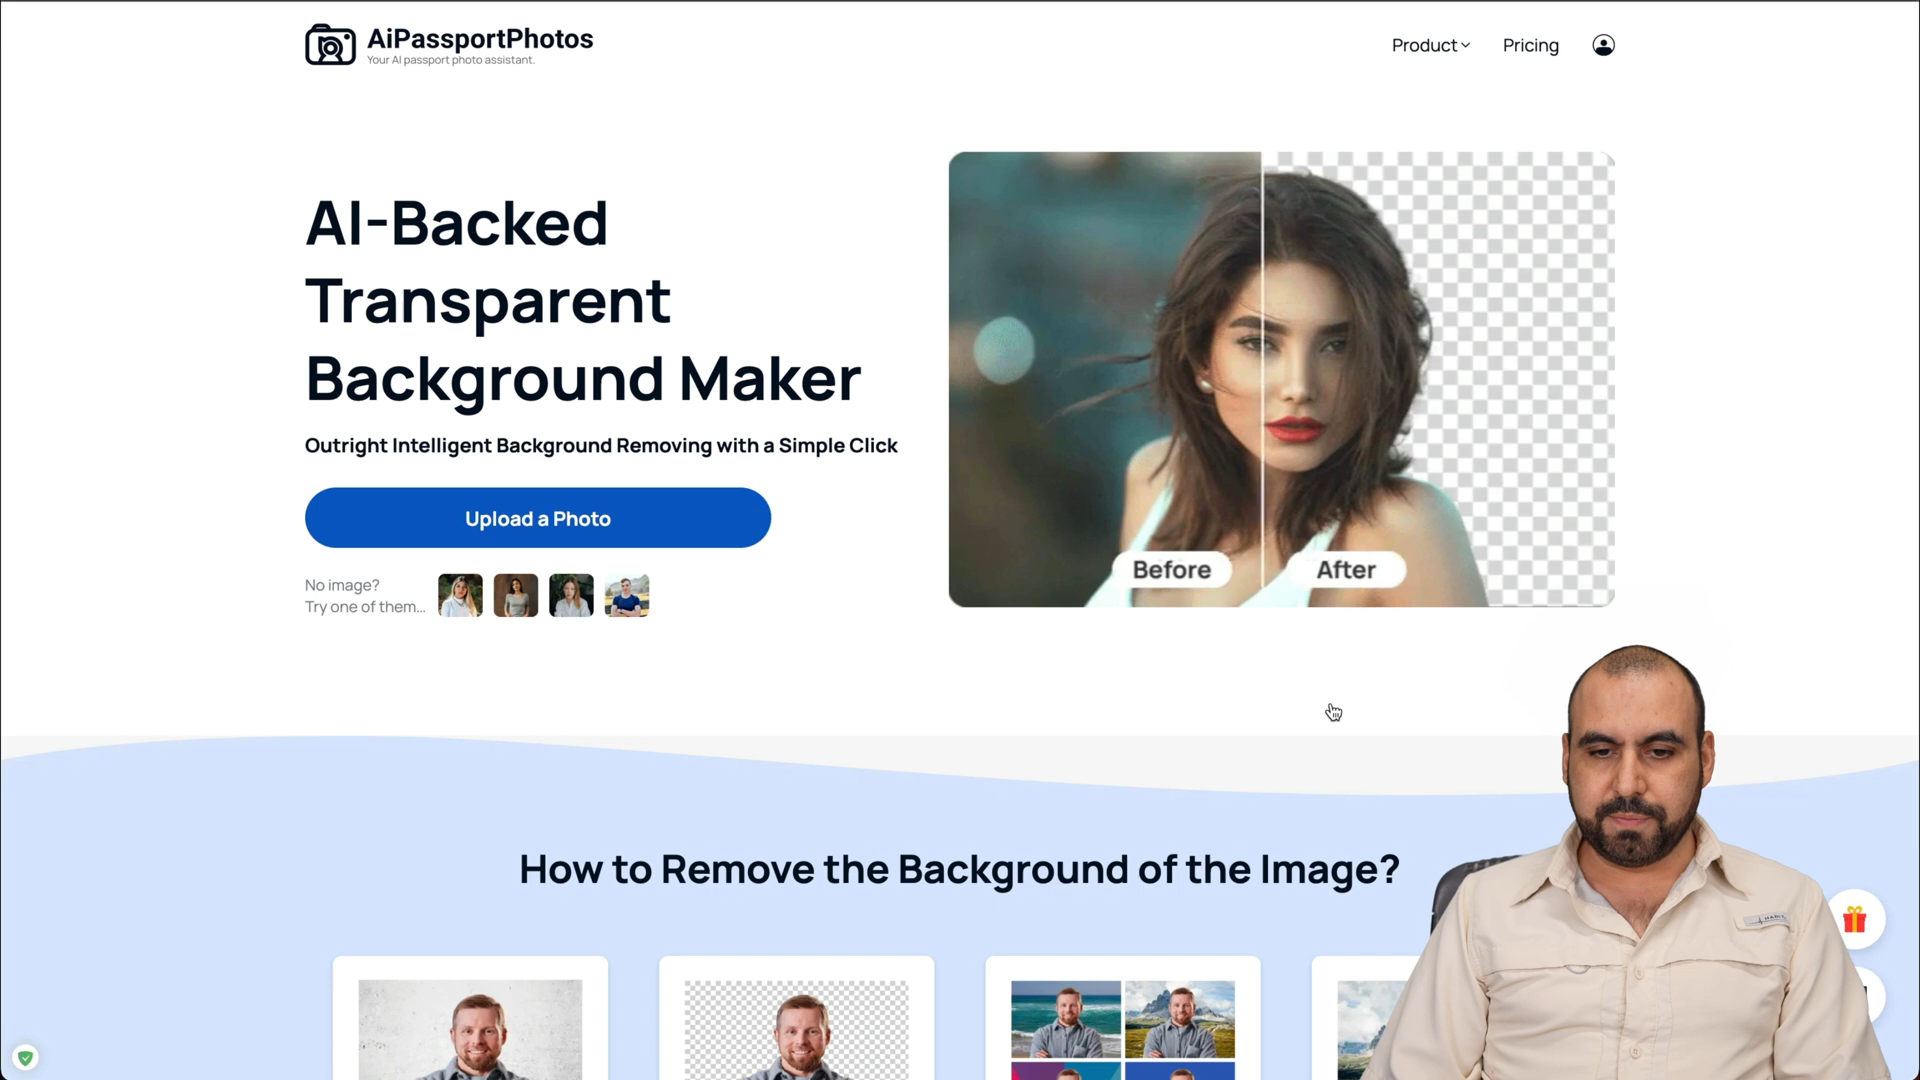 AiPassportPhotos
Your AI passport photo assistant.
Product
Pricing
AI-Backed
Transparent
Background Maker
Outright Intelligent Background Removing with a Simple Click
Upload a Photo
No image?
Try one of them...
Before
After
How to Remove the Background of the Image?